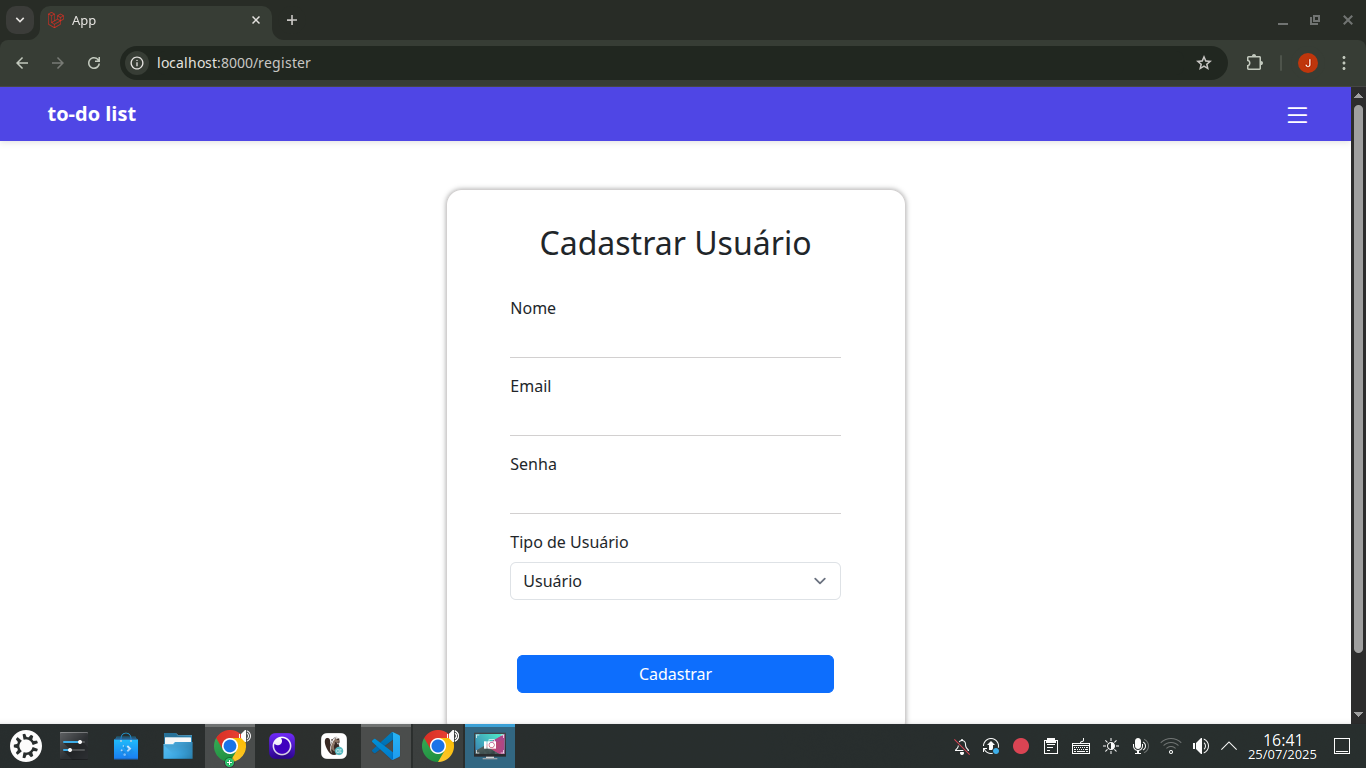 App
localhost:8000/register
J
to-do list
Cadastrar Usuário
Nome
Email
Senha
Tipo de Usuário
Usuário
Cadastrar
16:41
25/07/2025